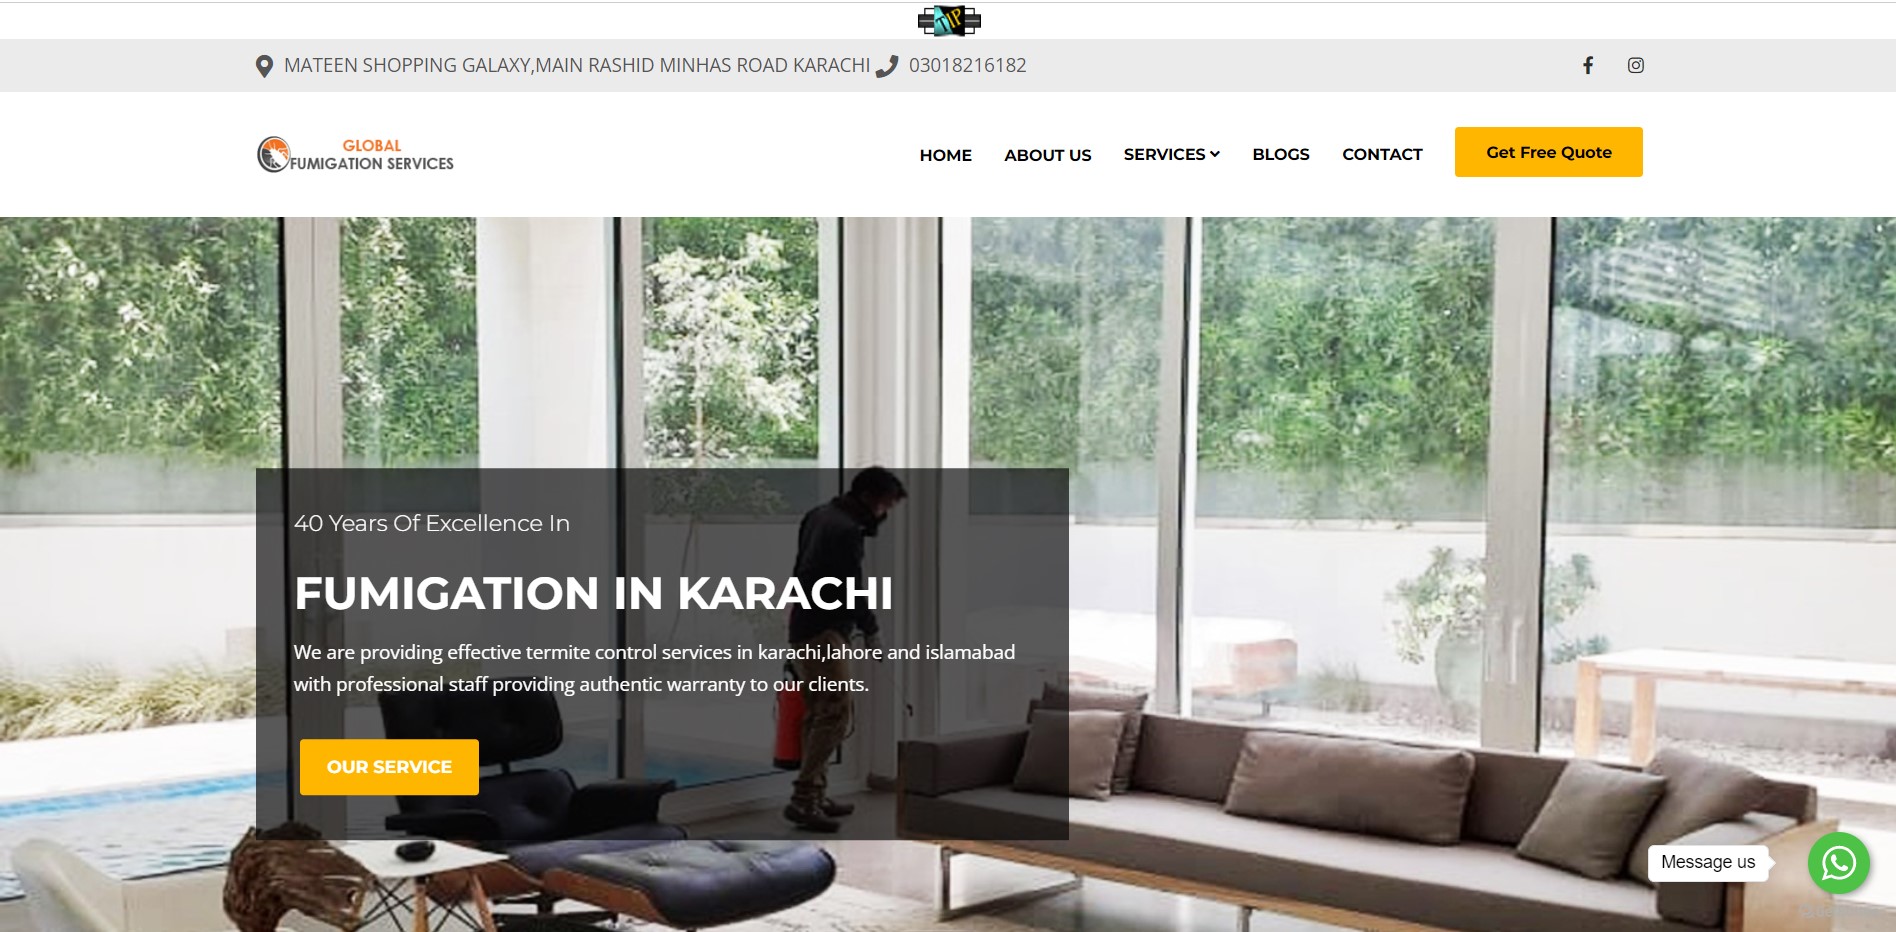 TIP
MATEEN SHOPPING GALAXY,MAIN RASHID MINHAS ROAD KARACHI 03018216182
GLOBAL
FUMIGATION SERVICES
HOME ABOUT US SERVICES BLOGS CONTACT Get Free Quote
40 Years Of Excellence In
FUMIGATION IN KARACHI
We are providing effective termite control services in karachi,lahore and islamabad
with professional staff providing authentic warranty to our clients.
OUR SERVICE
Message us